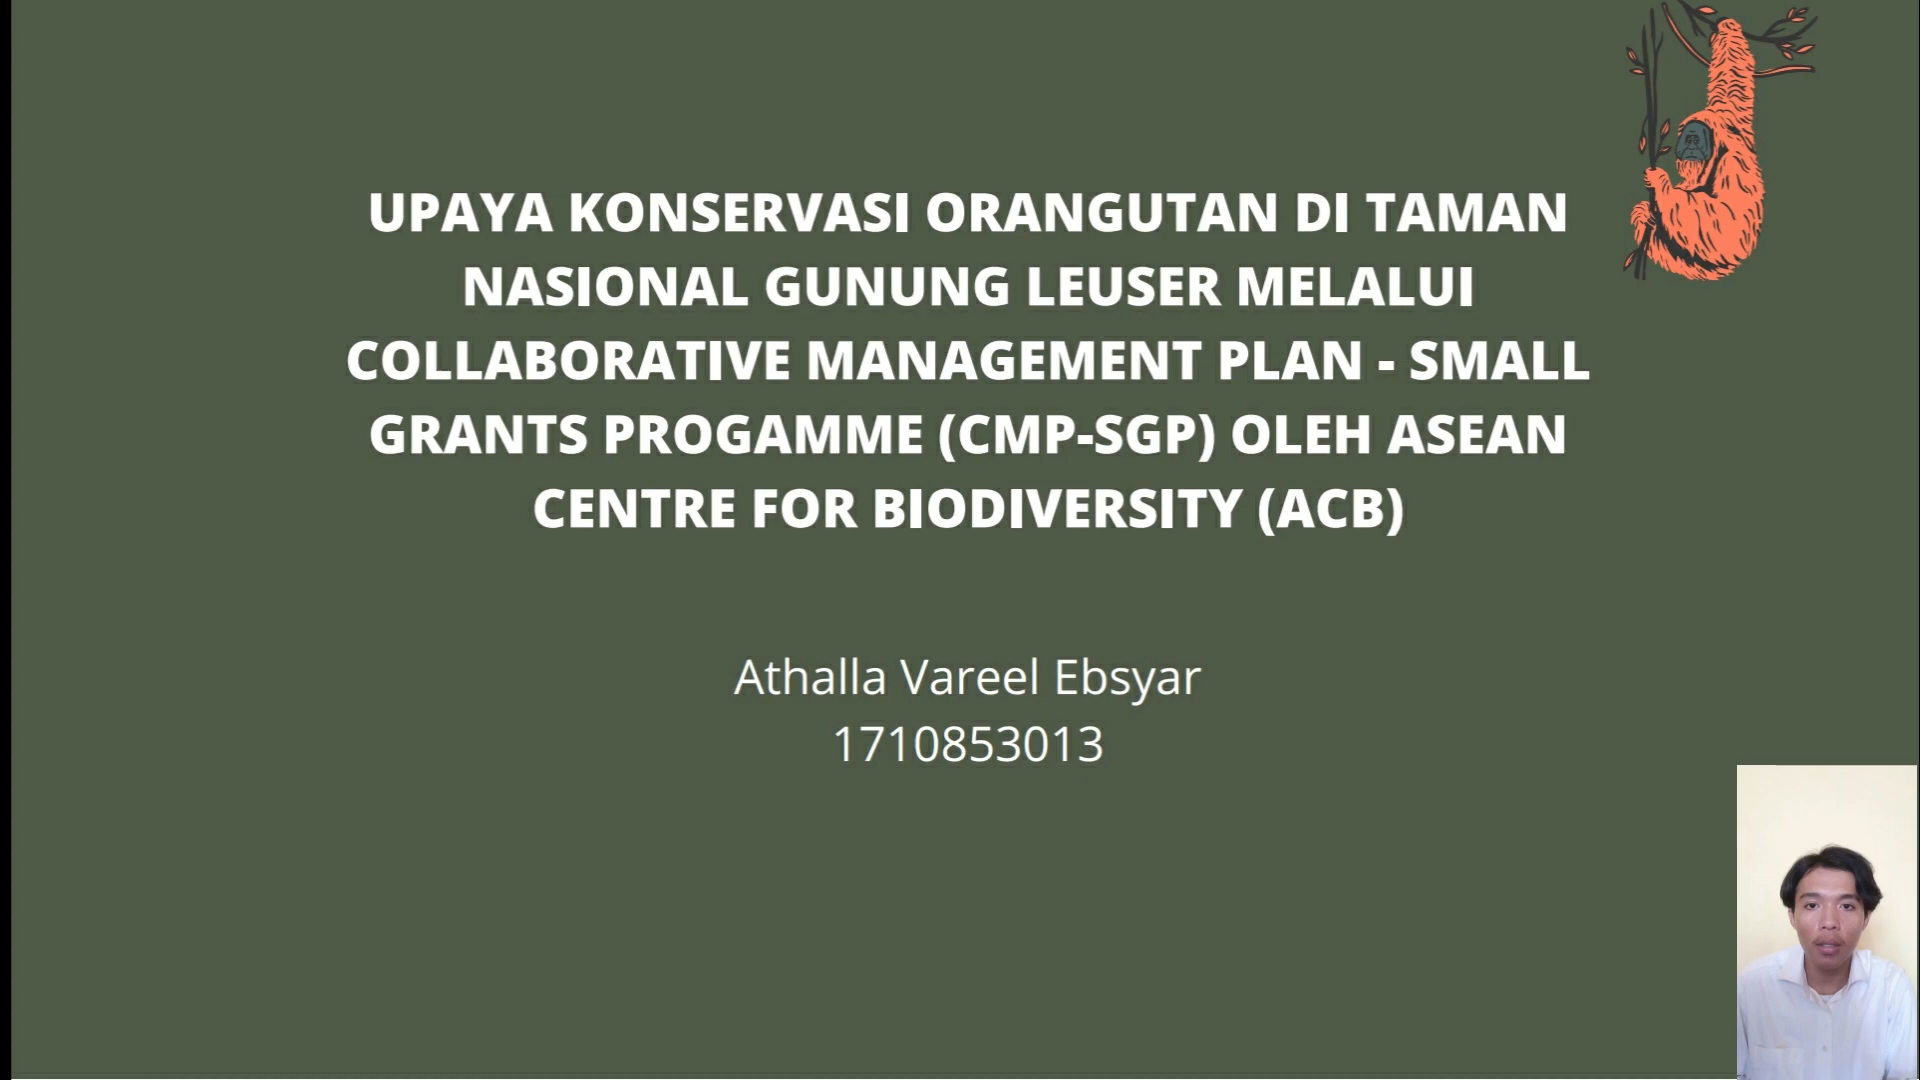 UPAYA KONSERVASI ORANGUTAN DI TAMAN
NASIONAL GUNUNG LEUSER MELALUI
COLLABORATIVE MANAGEMENT PLAN - SMALL
GRANTS PROGAMME (CMP-SGP) OLEH ASEAN
CENTRE FOR BIODIVERSITY (ACB)
Athalla Vareel Ebsyar
1710853013